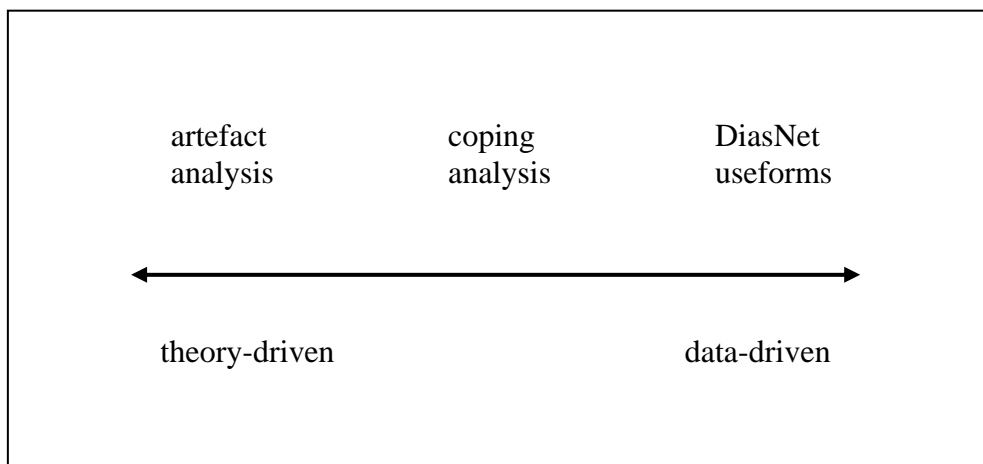 artefact analysis
coping analysis
DiasNet useforms
theory-driven
data-driven